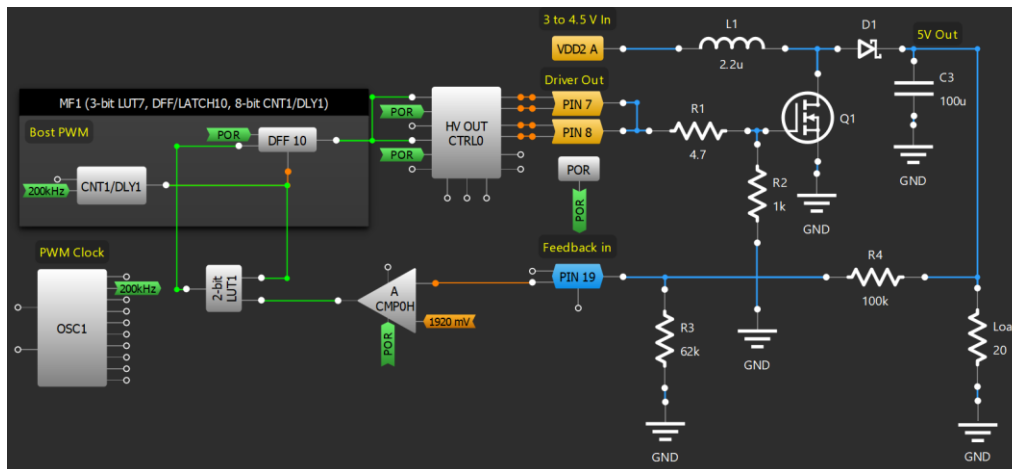 3 to 4.5 V In
VDD2 A
L1
2.2u
D1
5V Out
C3
100u
GND
MF1 (3-bit LUT7, DFF/LATCH10, 8-bit CNT1/DLY1)
Bost PWM
POR
DFF 10
CNT1/DLY1
200kHz
POR
POR
HV OUT
CTRL0
Driver Out
PIN 7
PIN 8
R1
4.7
Q1
GND
R2
1k
GND
POR
POR
PWM Clock
OSC1
200kHz
2-bit
LUT1
A
CMP0H
1920 mV
POR
Feedback in
PIN 19
R4
100k
R3
62k
GND
Loa
20
GND